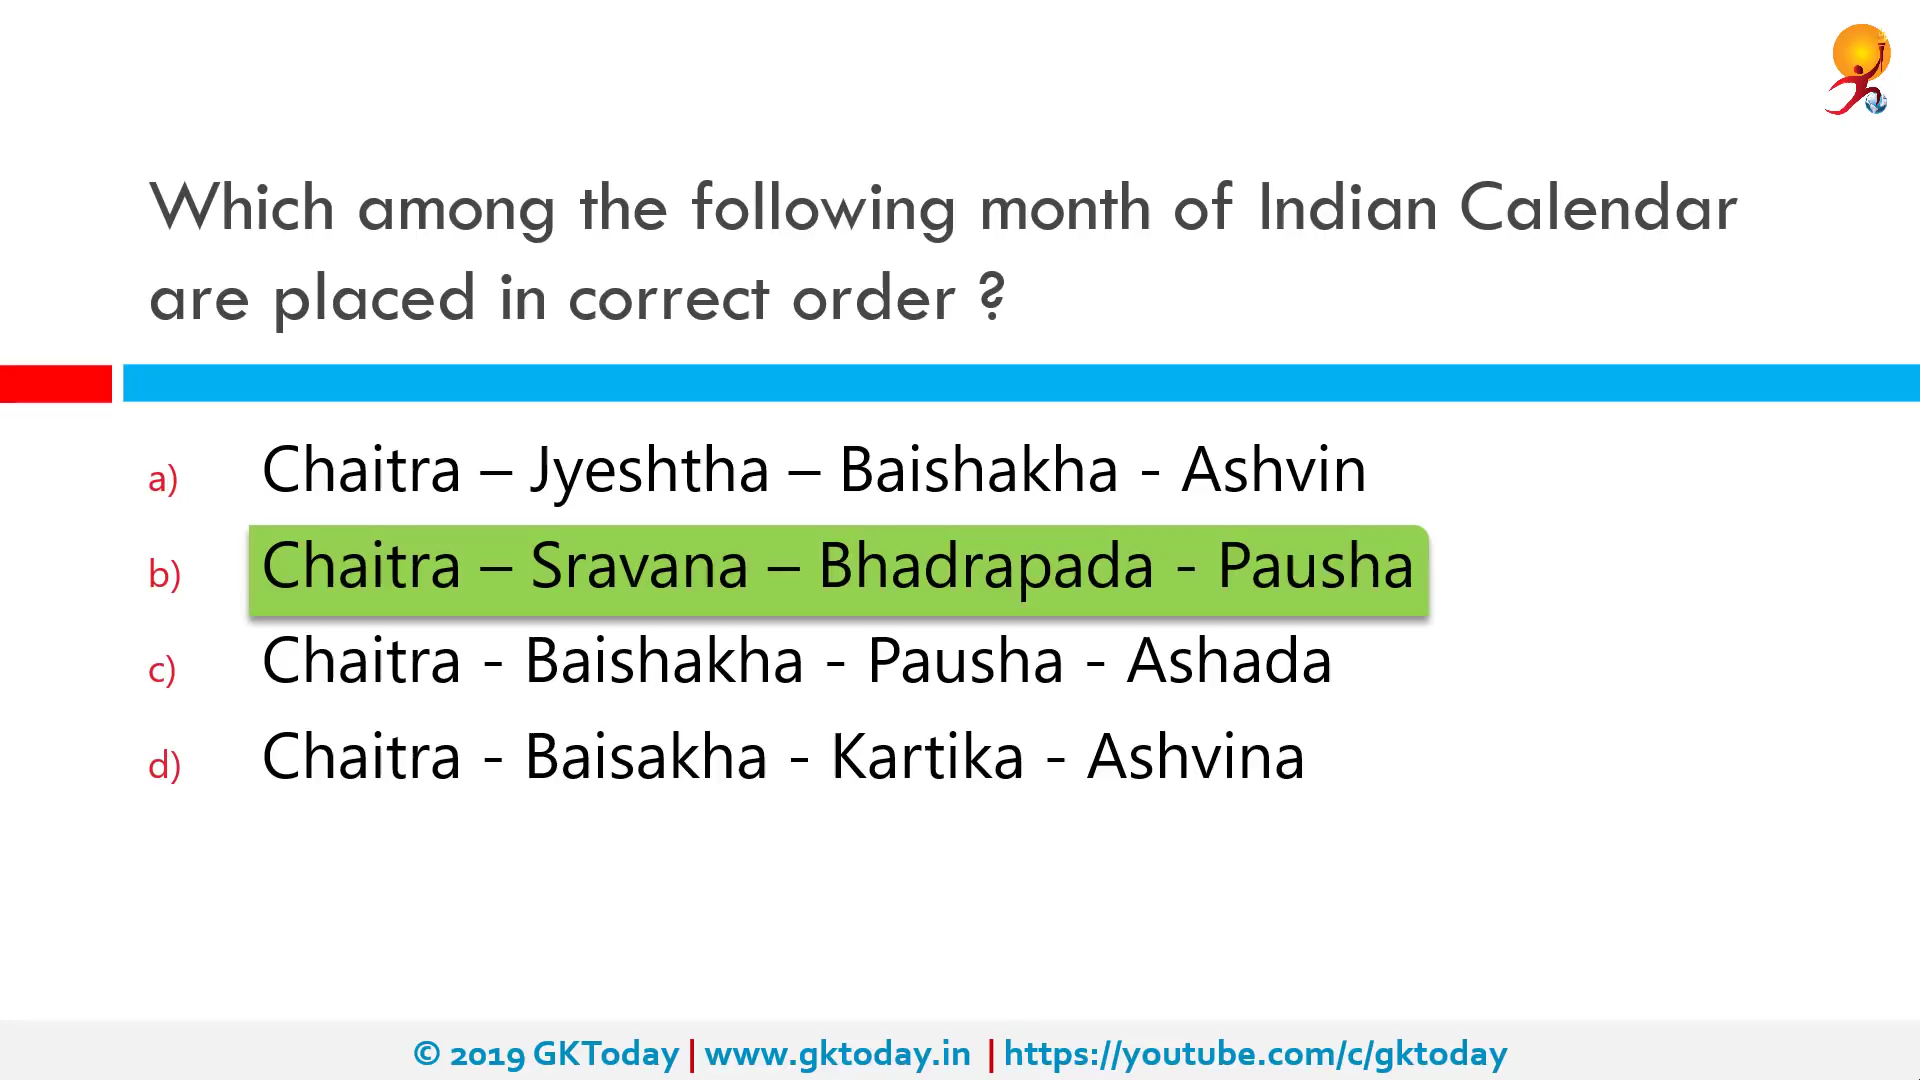 Which among the following month of Indian Calendar
are placed in correct order ?
a) Chaitra – Jyeshtha – Baishakha - Ashvin
b) Chaitra – Sravana – Bhadrapada - Pausha
c) Chaitra - Baishakha - Pausha - Ashada
d) Chaitra - Baisakha - Kartika - Ashvina
© 2019 GKToday | www.gktoday.in | https://youtube.com/c/gktoday